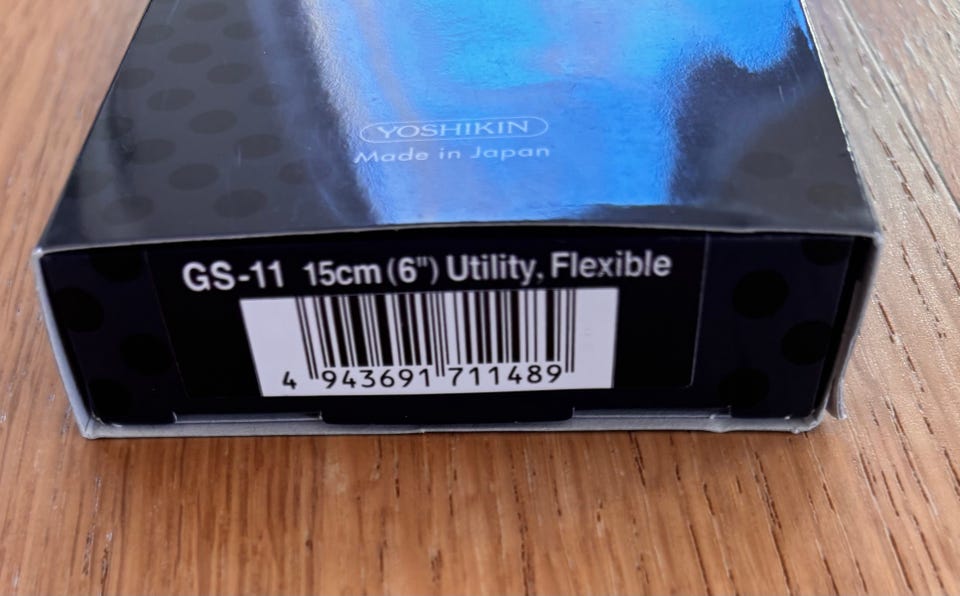 YOSHIKIN
Made in Japan
GS-11 15cm (6") Utility, Flexible
4 943691 711489